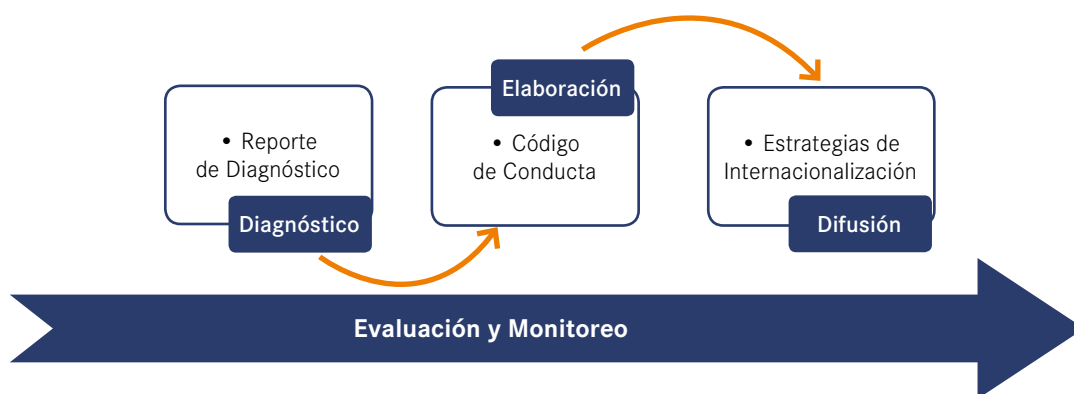 • Reporte
de Diagnóstico
Diagnóstico
Elaboración
• Código
de Conducta
• Estrategias de
Internacionalización
Difusión
Evaluación y Monitoreo